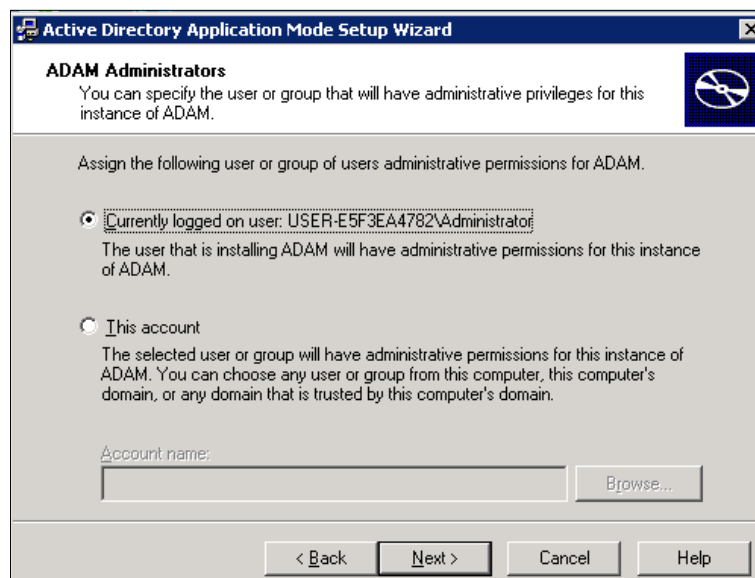 Active Directory Application Mode Setup Wizard
ADAM Administrators
You can specify the user or group that will have administrative privileges for this
instance of ADAM.
Assign the following user or group of users administrative permissions for ADAM.
Currently logged on user: USER-E5F3EA4782\Administrator
The user that is installing ADAM will have administrative permissions for this instance
of ADAM.
This account
The selected user or group will have administrative permissions for this instance of
ADAM. You can choose any user or group from this computer, this computer's
domain, or any domain that is trusted by this computer's domain.
Account name:
Browse...
< Back
Next >
Cancel
Help